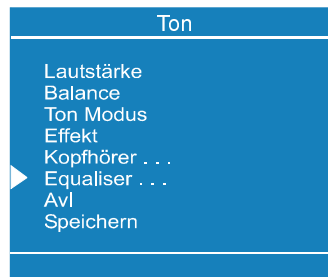 Ton
Lautstärke
Balance
Ton Modus
Effekt
Kopfhörer . . .
Equaliser . . .
Avl
Speichern